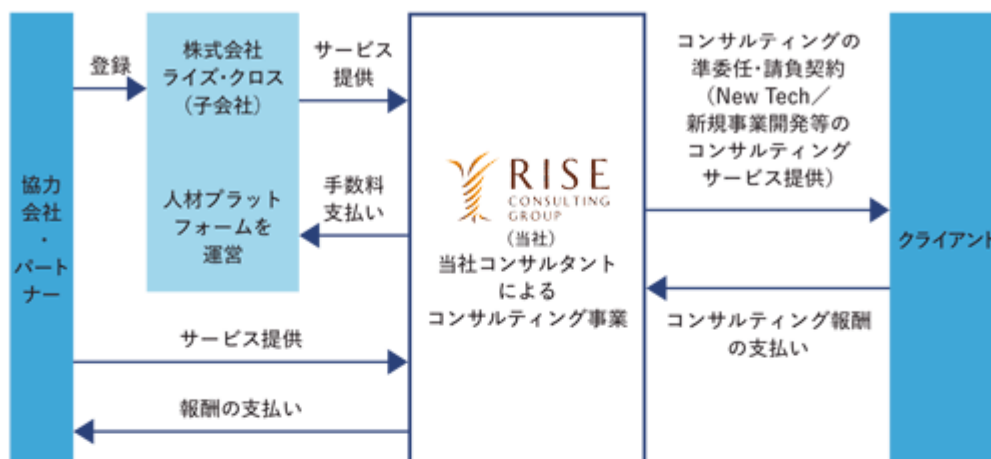 協力
会社
・
パート
ナー
登録
株式会社
ライズ・クロス
（子会社）
人材プラット
フォームを
運営
サービス
提供
手数料
支払い
サービス提供
報酬の支払い
RISE
CONSULTING
GROUP
（当社）
当社コンサルタント
による
コンサルティング事業
コンサルティングの
準委任・請負契約
（New Tech／
新規事業開発等の
コンサルティング
サービス提供）
コンサルティング報酬
の支払い
クライアント